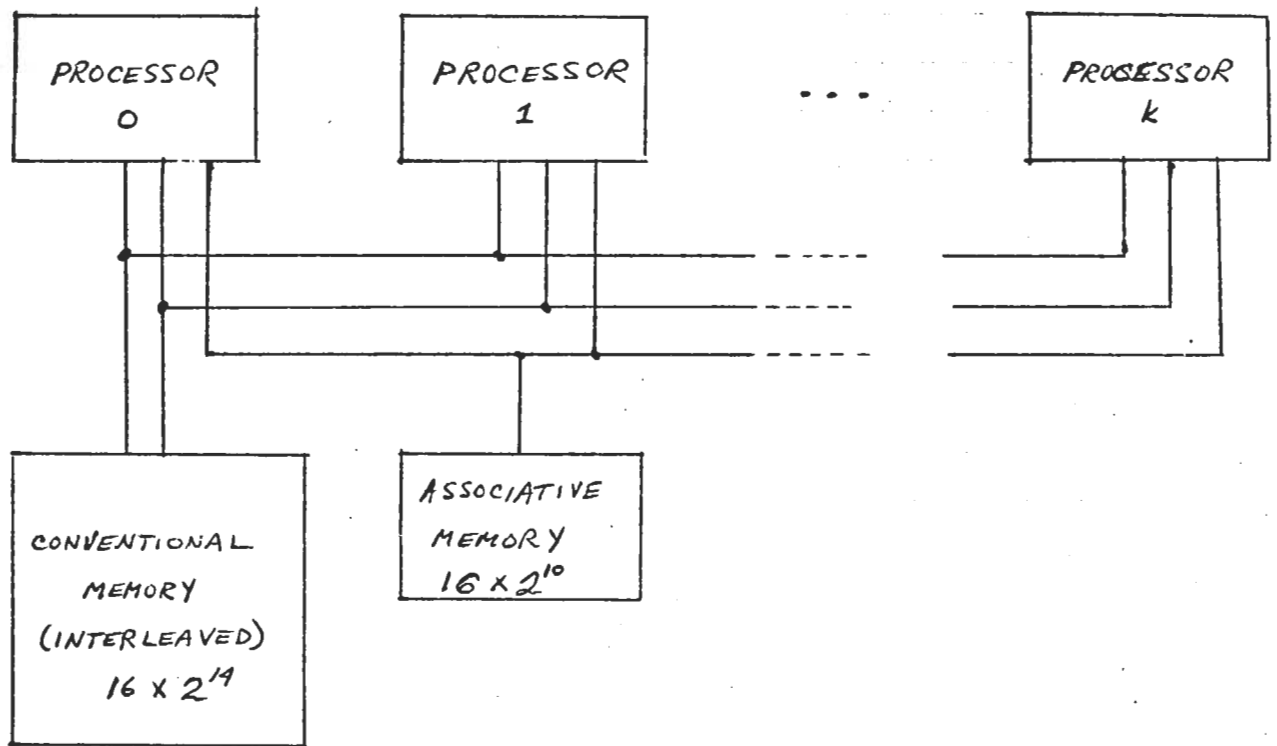 PROCESSOR
0
PROCESSOR
1
...
PROCESSOR
k
CONVENTIONAL
MEMORY
(INTERLEAVED)
16 x 2^14
ASSOCIATIVE
MEMORY
16 x 2^10